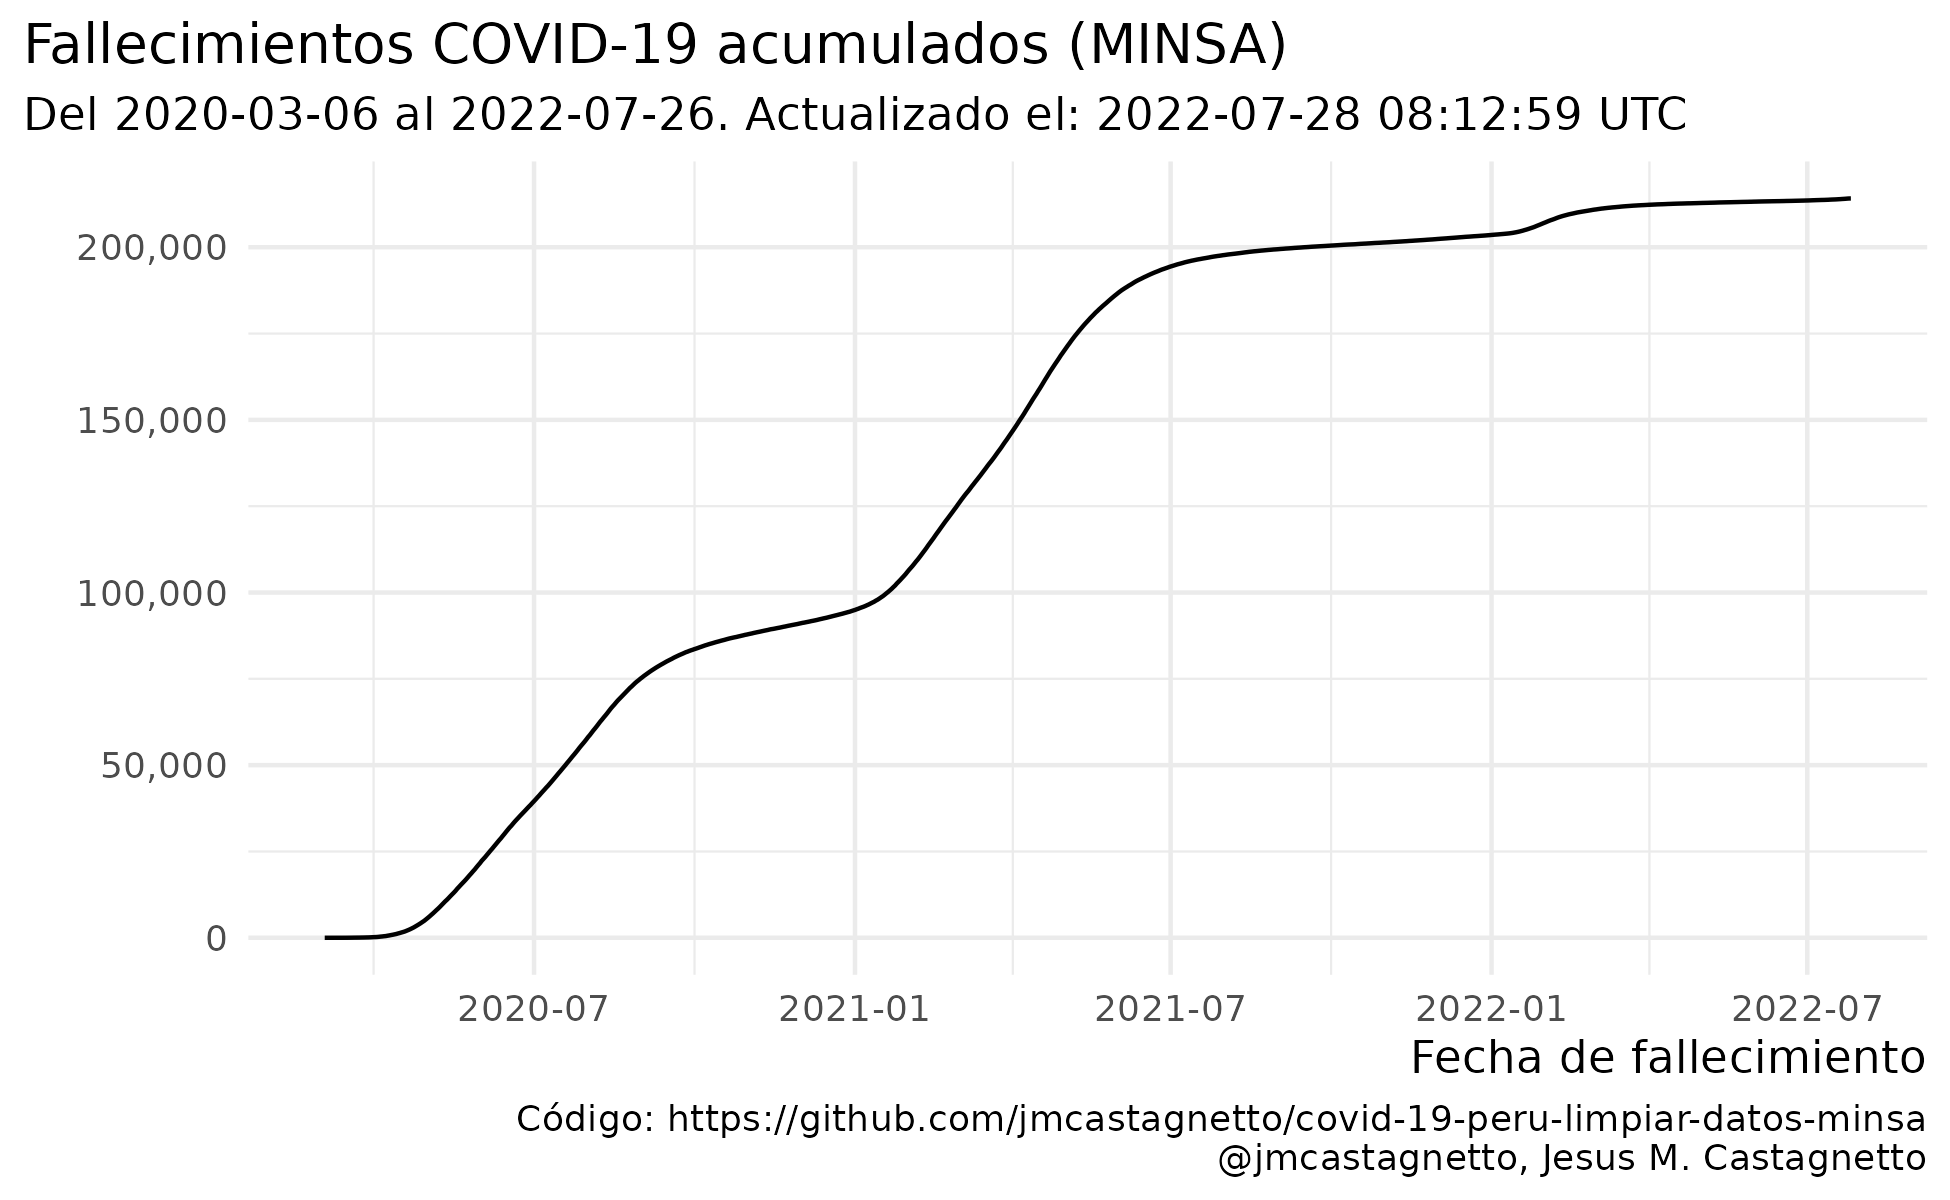 Fallecimientos COVID-19 acumulados (MINSA)
Del 2020-03-06 al 2022-07-26. Actualizado el: 2022-07-28 08:12:59 UTC
200,000
150,000
100,000
50,000
0
2020-07 2021-01 2021-07 2022-01 2022-07
Fecha de fallecimiento
Código: https://github.com/jmcastagnetto/covid-19-peru-limpiar-datos-minsa
@jmcastagnetto, Jesus M. Castagnetto